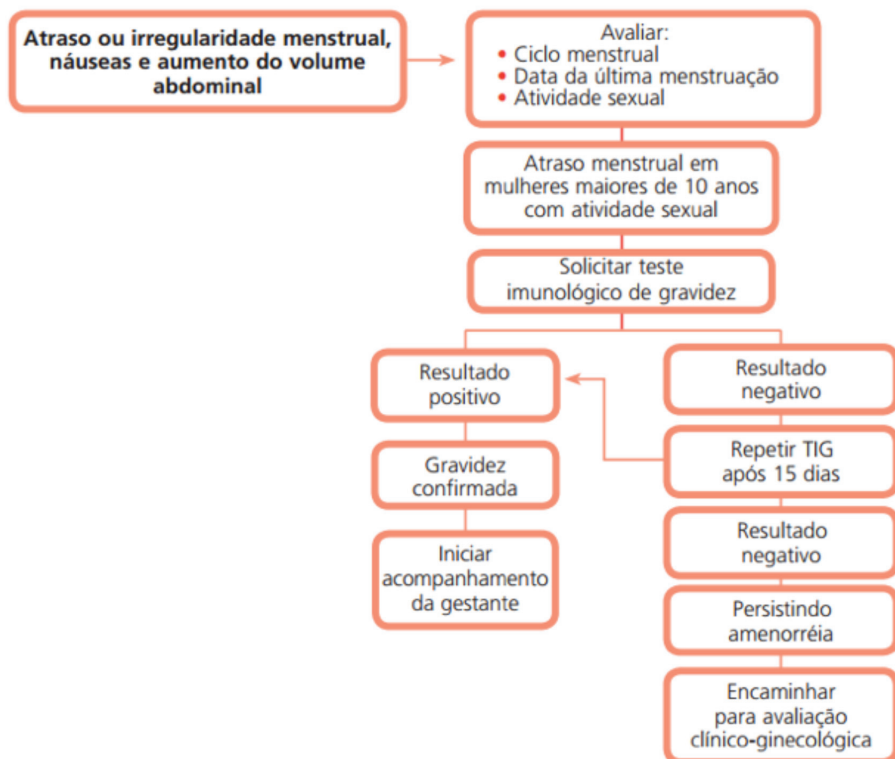 Atraso ou irregularidade menstrual,
náuseas e aumento do volume
abdominal
Avaliar:
• Ciclo menstrual
• Data da última menstruação
• Atividade sexual
Atraso menstrual em
mulheres maiores de 10 anos
com atividade sexual
Solicitar teste
imunológico de gravidez
Resultado
positivo
Gravidez
confirmada
Iniciar
acompanhamento
da gestante
Resultado
negativo
Repetir TIG
após 15 dias
Resultado
negativo
Persistindo
amenorréia
Encaminhar
para avaliação
clínico-ginecológica